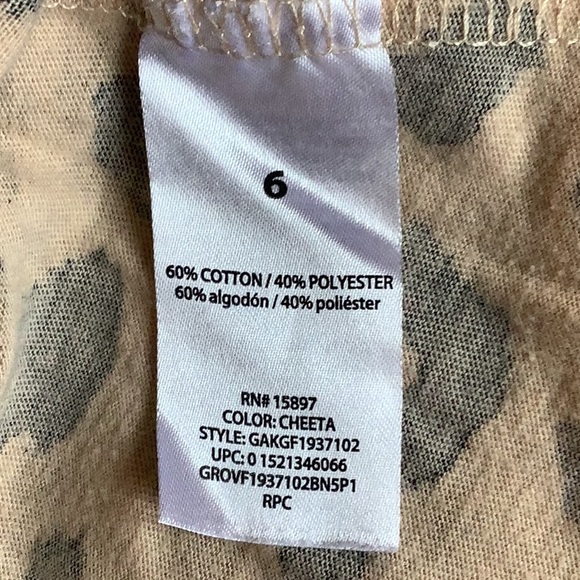 6
60% COTTON / 40% POLYESTER
60% algodón / 40% poliéster
RN# 15897
COLOR: CHEETA
STYLE: GAKGF1937102
UPC: 0 1521346066
GROVF1937102BN5P1
RPC